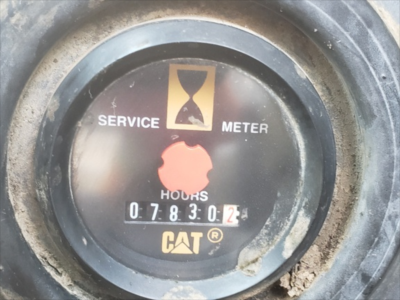 SERVICE METER
HOURS
078302
CAT®